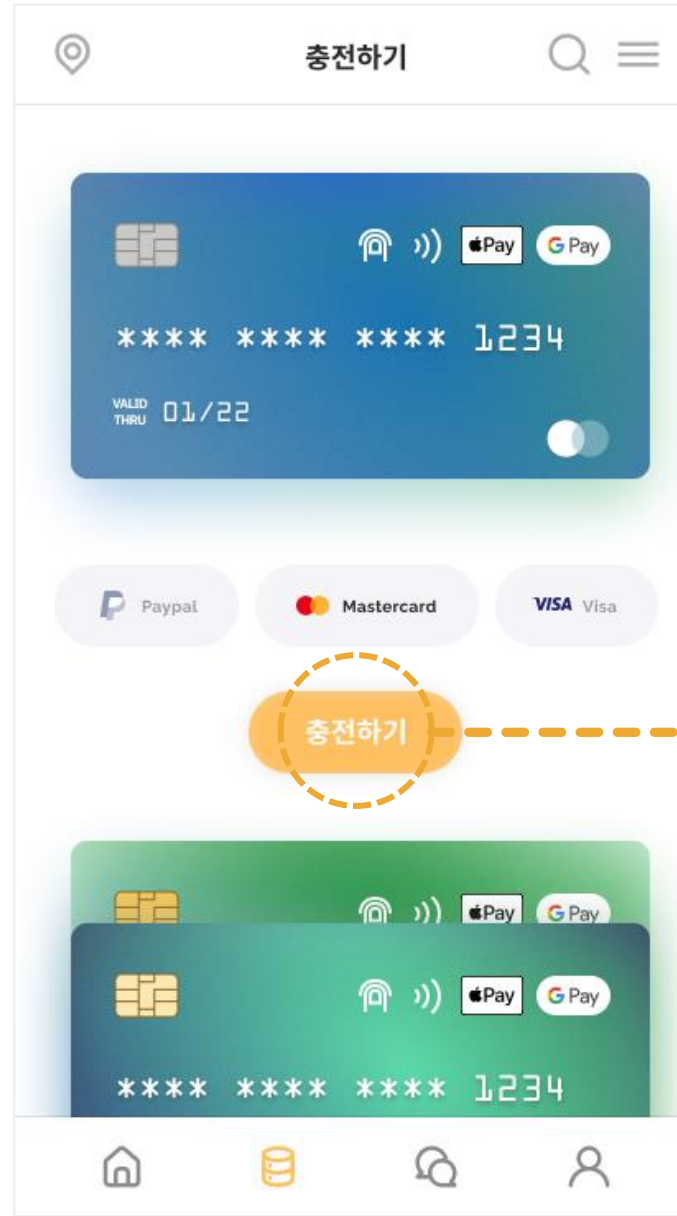 충전하기
Pay G Pay
**** **** **** 1234
VALID THRU 01/22
Paypal Mastercard VISA Visa
충전하기
Pay G Pay
Pay G Pay
**** **** **** 1234